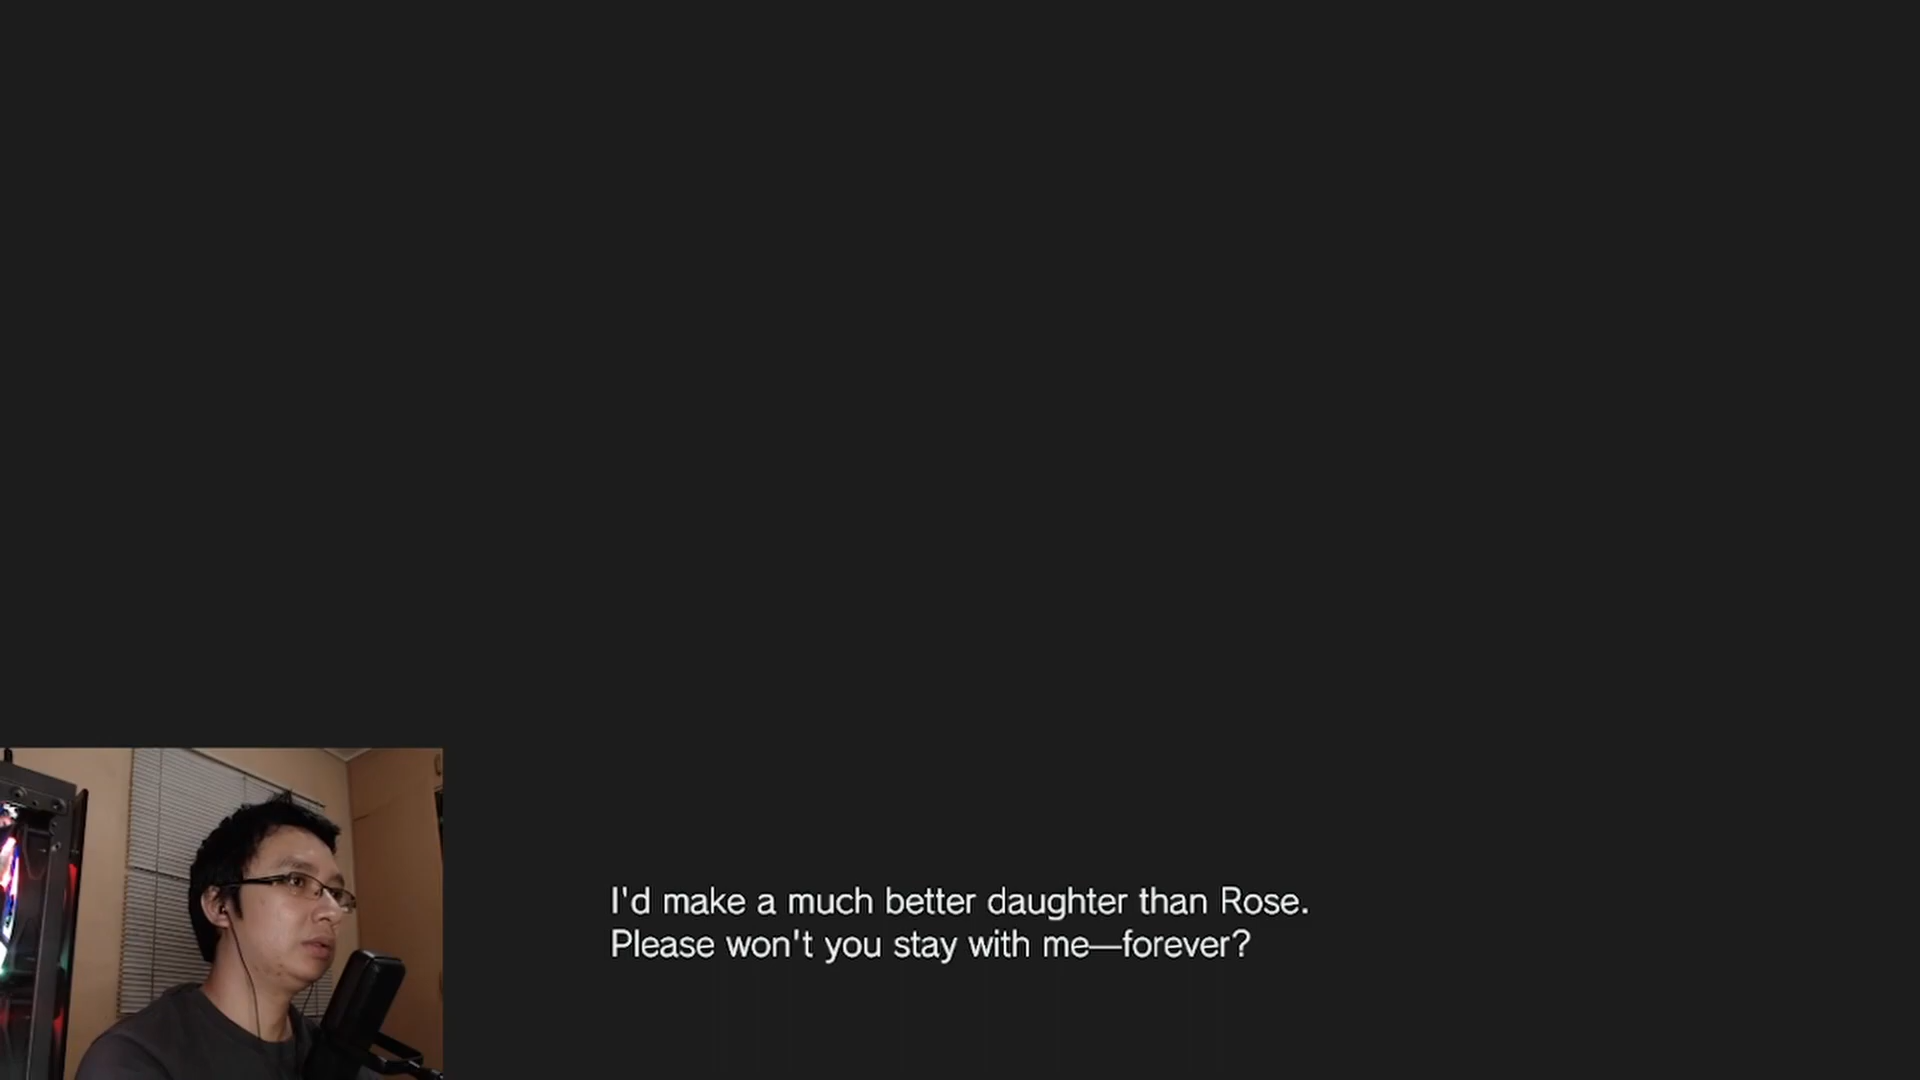 I'd make a much better daughter than Rose.
Please won't you stay with me—forever?